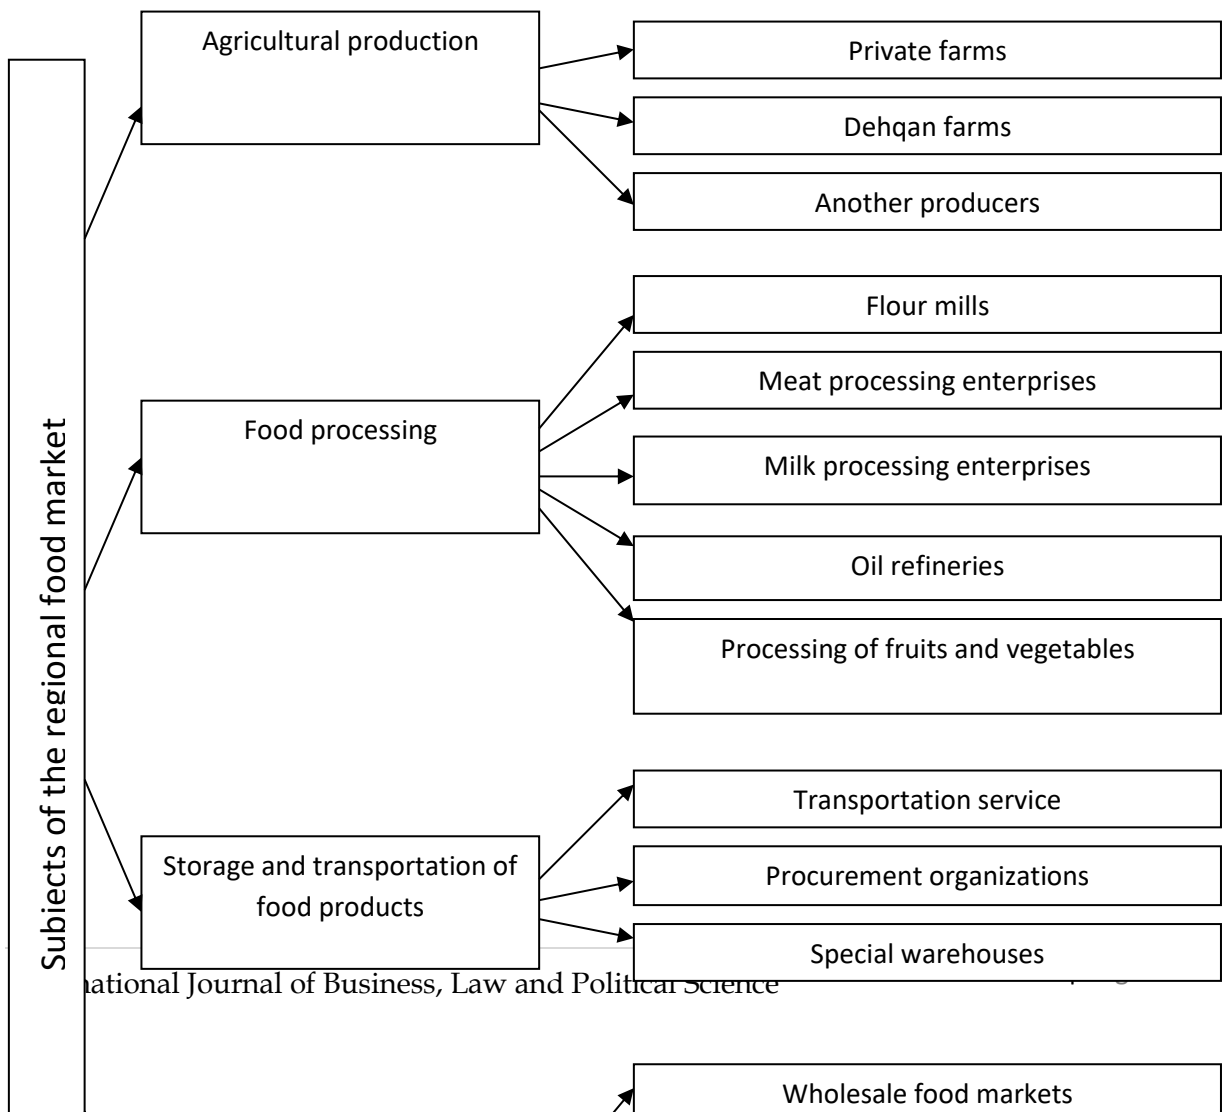 Subjects of the regional food market
Agricultural production
Private farms
Dehqan farms
Another producers
Food processing
Flour mills
Meat processing enterprises
Milk processing enterprises
Oil refineries
Processing of fruits and vegetables
Storage and transportation of
food products
Transportation service
Procurement organizations
Special warehouses
national Journal of Business, Law and Political Science
Wholesale food markets